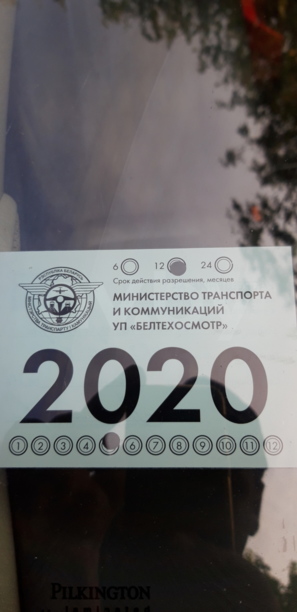 6 12 24
Срок действия разрешения, месяцев
МИНИСТЕРСТВО ТРАНСПОРТА
И КОММУНИКАЦИЙ
УП «БЕЛТЕХОСМОТР»
2020
1 2 3 4 6 7 8 9 10 11 12
PILKINGTON